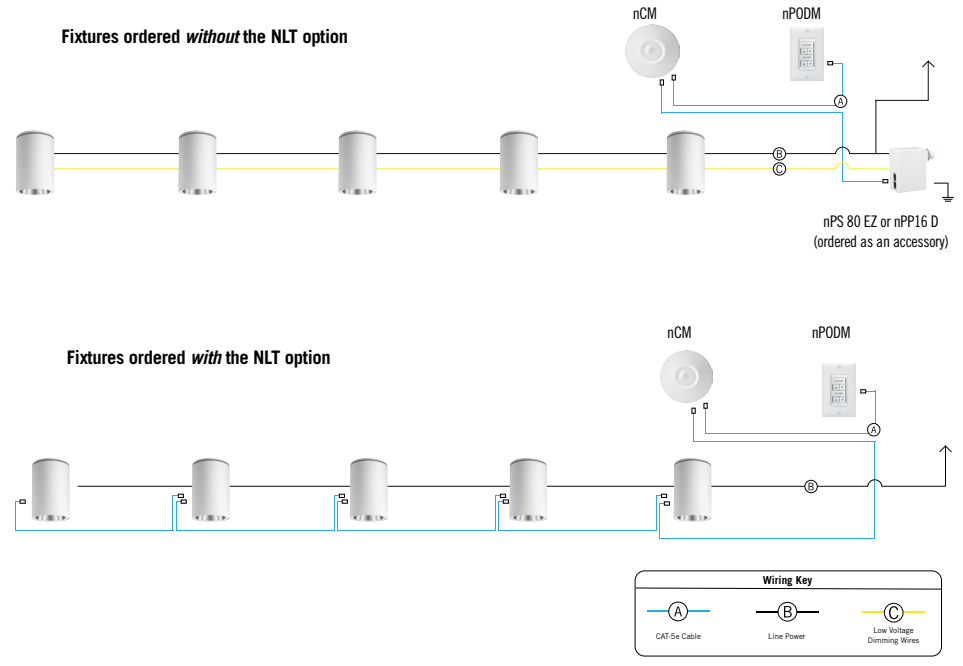 nCM
nPODM
Fixtures ordered without the NLT option
A
B
C
nPS 80 EZ or nPP16 D
(ordered as an accessory)
nCM
nPODM
Fixtures ordered with the NLT option
A
B
Wiring Key
A
B
C
CAT-5e Cable
Line Power
Low Voltage
Dimming Wires